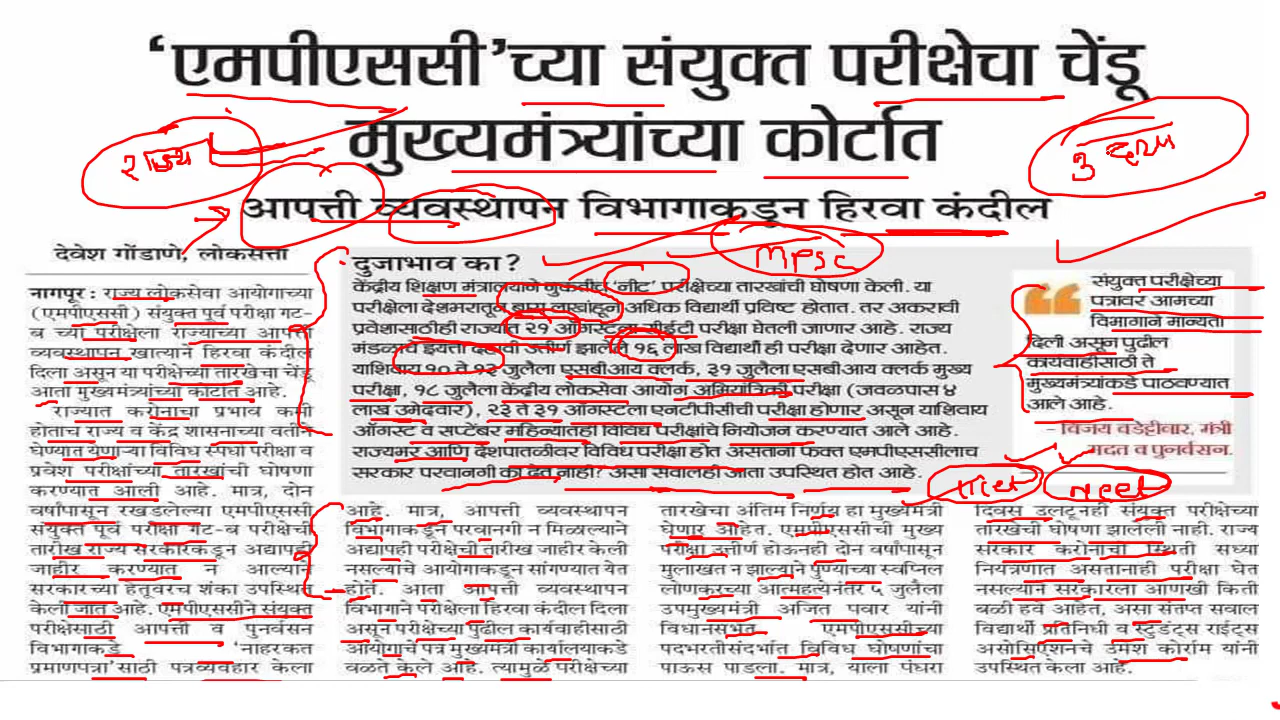 'एमपीएससी'च्या संयुक्त परीक्षेचा चेंडू
मुख्यमंत्र्यांच्या कोर्टात
आपत्ती व्यवस्थापन विभागाकडून हिरवा कंदील
देवेश गोंडाणे, लोकसत्ता
नागपूर : राज्य लोकसेवा आयोगाच्या
(एमपीएससी) संयुक्त पूर्व परीक्षा गट-
ब च्या परीक्षेला राज्याच्या आपत्ती
व्यवस्थापन खात्याने हिरवा कंदील
दिला असून या परीक्षेच्या तारखेचा चेंडू
आता मुख्यमंत्र्यांच्या कोर्टात आहे.
राज्यात करोनाचा प्रभाव कमी
होताच राज्य व केंद्र शासनाच्या वतीने
घेण्यात येणाऱ्या विविध स्पर्धा परीक्षा व
प्रवेश परीक्षांच्या तारखांची घोषणा
करण्यात आली आहे. मात्र, दोन
वर्षांपासून रखडलेल्या एमपीएससी
संयुक्त पूर्व परीक्षा गट-ब परीक्षेची
तारीख राज्य सरकारकडून अद्यापही
जाहीर करण्यात न आल्याने
सरकारच्या हेतूवरच शंका उपस्थित
केली जात आहे. एमपीएससीने संयुक्त
परीक्षेसाठी आपत्ती व पुनर्वसन
विभागाकडे 'नाहरकत
प्रमाणपत्रा'साठी पत्रव्यवहार केला
दुजाभाव का?
केंद्रीय शिक्षण मंत्रालयाने नुकतीच 'नीट' परीक्षेच्या तारखांची घोषणा केली. या
परीक्षेला देशभरातून बारा लाखांहून अधिक विद्यार्थी प्रविष्ट होतात. तर अकरावी
प्रवेशासाठीही राज्यात २१ ऑगस्टला सीईटी परीक्षा घेतली जाणार आहे. राज्य
मंडळाचे इयत्ता दहावी उत्तीर्ण झालेले १६ लाख विद्यार्थी ही परीक्षा देणार आहेत.
याशिवाय १० ते १३ जुलैला एसबीआय क्लर्क, ३१ जुलैला एसबीआय क्लर्क मुख्य
परीक्षा, १८ जुलैला केंद्रीय लोकसेवा आयोग अभियांत्रिकी परीक्षा (जवळपास ४
लाख उमेदवार), २३ ते ३१ ऑगस्टला एनटीपीसीची परीक्षा होणार असून याशिवाय
ऑगस्ट व सप्टेंबर महिन्यातही विविध परीक्षांचे नियोजन करण्यात आले आहे.
राज्यभर आणि देशपातळीवर विविध परीक्षा होत असताना फक्त एमपीएससीलाच
सरकार परवानगी का देत नाही? असा सवालही आता उपस्थित होत आहे.
संयुक्त परीक्षेच्या
पत्रावर आमच्या
विभागाने मान्यता
दिली असून पुढील
कार्यवाहीसाठी ते
मुख्यमंत्र्यांकडे पाठवण्यात
आले आहे.
- विजय वडेट्टीवार, मंत्री
मदत व पुनर्वसन.
आहे. मात्र, आपत्ती व्यवस्थापन
विभागाकडून परवानगी न मिळाल्याने
अद्यापही परीक्षेची तारीख जाहीर केली
नसल्याचे आयोगाकडून सांगण्यात येत
होते. आता आपत्ती व्यवस्थापन
विभागाने परीक्षेला हिरवा कंदील दिला
असून परीक्षेच्या पुढील कार्यवाहीसाठी
आयोगाचे पत्र मुख्यमंत्री कार्यालयाकडे
वळते केले आहे. त्यामुळे परीक्षेच्या
तारखेचा अंतिम निर्णय हा मुख्यमंत्री
घेणार आहेत. एमपीएससीची मुख्य
परीक्षा उत्तीर्ण होऊनही दोन वर्षांपासून
मुलाखत न झाल्याने पुण्याच्या स्वप्निल
लोणकरच्या आत्महत्येनंतर ५ जुलैला
उपमुख्यमंत्री अजित पवार यांनी
विधानसभेत एमपीएससीच्या
पदभरतीसंदर्भात विविध घोषणांचा
पाऊस पाडला. मात्र, याला पंधरा
दिवस उलटूनही संयुक्त परीक्षेच्या
तारखेची घोषणा झालेली नाही. राज्य
सरकार करोनाची स्थिती सध्या
नियंत्रणात असतानाही परीक्षा घेत
नसल्याने सरकारला आणखी किती
बळी हवे आहेत, असा संतप्त सवाल
विद्यार्थी प्रतिनिधी व स्टुडंट्स राईट्स
असोसिएशनचे उमेश कोर्राम यांनी
उपस्थित केला आहे.
राज्य
MPSC
neet